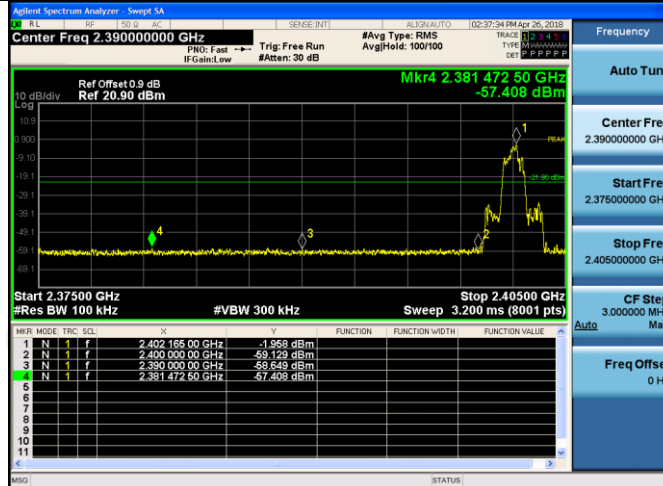 Agilent Spectrum Analyzer - Swept SA
RL RF 50 Ω AC SENSE:INT ALIGNAUTO 02:37:34 PM Apr 26, 2018
Center Freq 2.390000000 GHz
PNO: Fast
IFGain:Low
Trig: Free Run
#Atten: 30 dB
#Avg Type: RMS
Avg|Hold: 100/100
TRACE 1 2 3 4 5 6
TYPE M
DET P P P P P P
Frequency
Auto Tun
Center Fre
2.390000000 GH
Start Fre
2.375000000 GH
Stop Fre
2.405000000 GH
CF Step
3.000000 MH
Auto Ma
Freq Offse
0 H
Ref Offset 0.9 dB
10 dB/div Ref 20.90 dBm
Log
Mkr4 2.381 472 50 GHz
-57.408 dBm
10.9
0.900
-9.10
-19.1
-29.1
-39.1
-49.1
-59.1
-69.1
1
PEAK
-21.96 dBm
4
3
2
Start 2.37500 GHz Stop 2.40500 GHz
#Res BW 100 kHz #VBW 300 kHz Sweep 3.200 ms (8001 pts)
MKR MODE TRC SCL X Y FUNCTION FUNCTION WIDTH FUNCTION VALUE
1 N 1 f 2.402 165 00 GHz -1.958 dBm
2 N 1 f 2.400 000 00 GHz -59.129 dBm
3 N 1 f 2.390 000 00 GHz -58.649 dBm
4 N 1 f 2.381 472 50 GHz -57.408 dBm
5
6
7
8
9
10
11
MSG STATUS